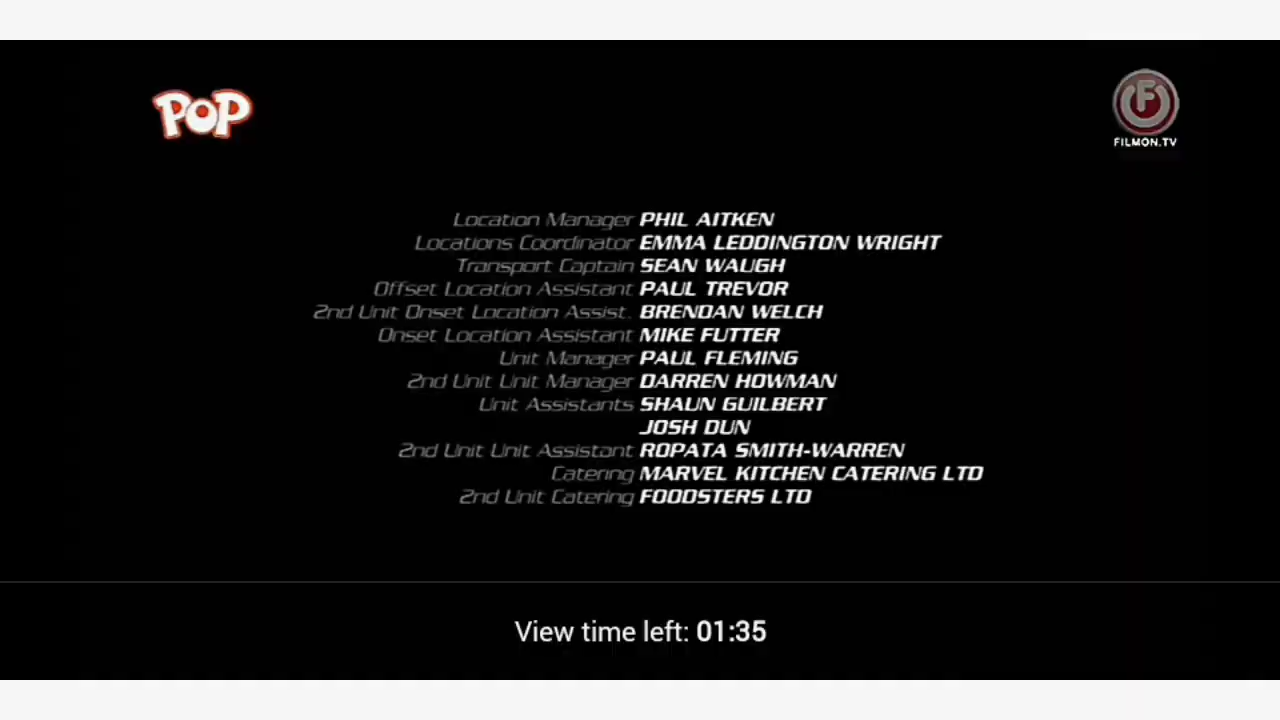 POP
F
FILMON.TV
Location Manager PHIL AITKEN
Locations Coordinator EMMA LEDDINGTON WRIGHT
Transport Captain SEAN WAUGH
Offset Location Assistant PAUL TREVOR
2nd Unit Onset Location Assist. BRENDAN WELCH
Onset Location Assistant MIKE FUTTER
Unit Manager PAUL FLEMING
2nd Unit Unit Manager DARREN HOWMAN
Unit Assistants SHAUN GUILBERT
JOSH DUN
2nd Unit Unit Assistant ROPATA SMITH-WARREN
Catering MARVEL KITCHEN CATERING LTD
2nd Unit Catering FOODSTERS LTD
View time left: 01:35